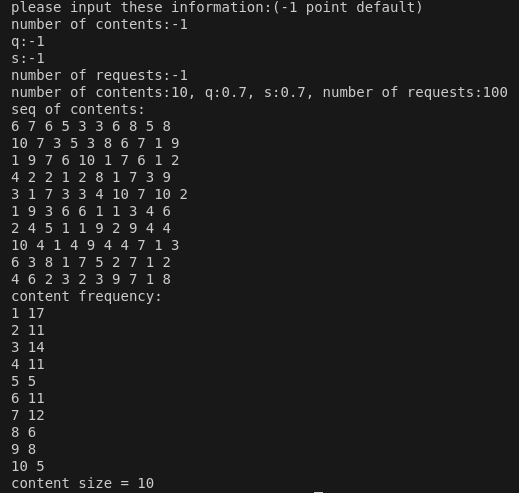 please input these information:(-1 point default)
number of contents:-1
q:-1
s:-1
number of requests:-1
number of contents:10, q:0.7, s:0.7, number of requests:100
seq of contents:
6 7 6 5 3 3 6 8 5 8
10 7 3 5 3 8 6 7 1 9
1 9 7 6 10 1 7 6 1 2
4 2 2 1 2 8 1 7 3 9
3 1 7 3 3 4 10 7 10 2
1 9 3 6 6 1 1 3 4 6
2 4 5 1 1 9 2 9 4 4
10 4 1 4 9 4 4 7 1 3
6 3 8 1 7 5 2 7 1 2
4 6 2 3 2 3 9 7 1 8
content frequency:
1 17
2 11
3 14
4 11
5 5
6 11
7 12
8 6
9 8
10 5
content size = 10